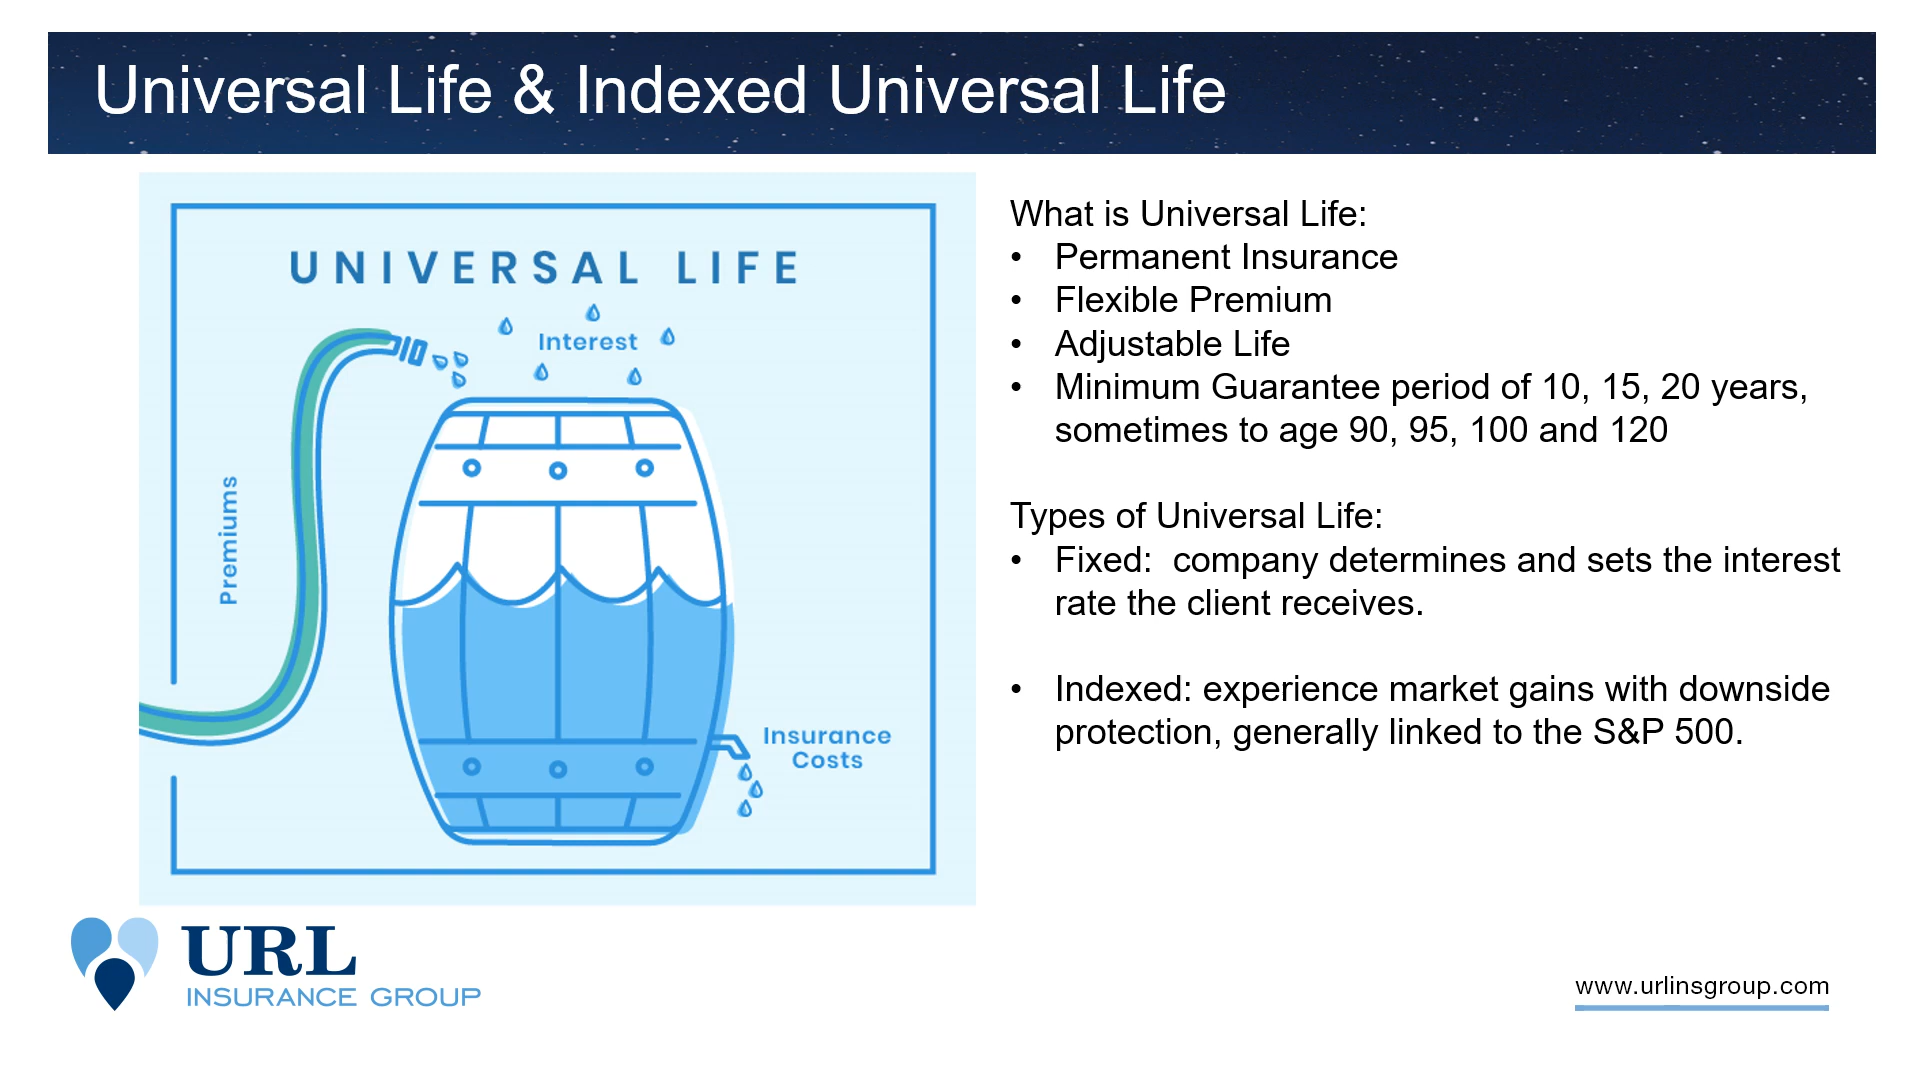 Universal Life & Indexed Universal Life
UNIVERSAL LIFE
Interest
Premiums
Insurance
Costs
What is Universal Life:
• Permanent Insurance
• Flexible Premium
• Adjustable Life
• Minimum Guarantee period of 10, 15, 20 years,
sometimes to age 90, 95, 100 and 120
Types of Universal Life:
• Fixed:  company determines and sets the interest
rate the client receives.
• Indexed: experience market gains with downside
protection, generally linked to the S&P 500.
URL
INSURANCE GROUP
www.urlinsgroup.com